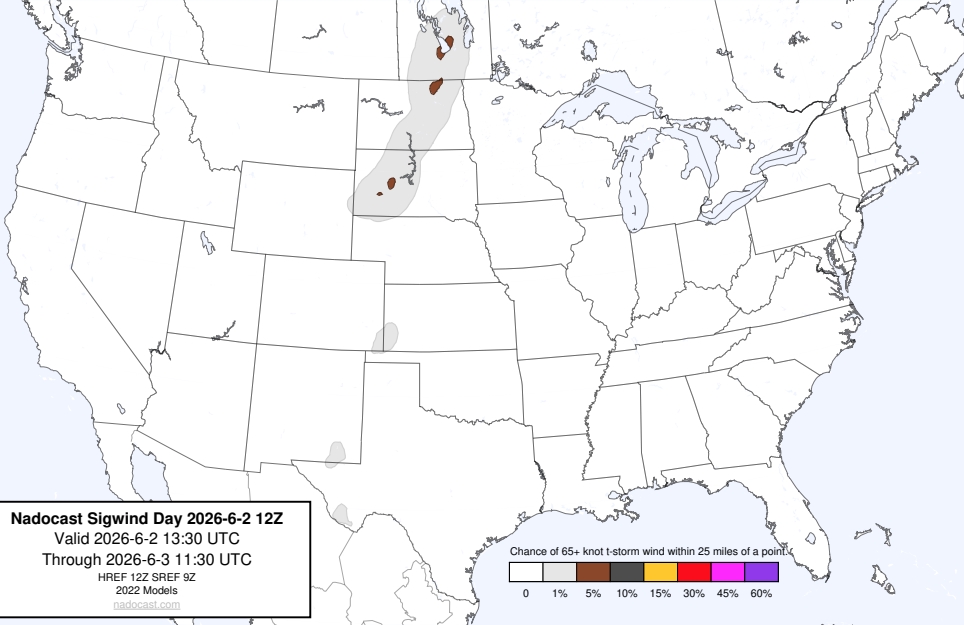 Nadocast Sigwind Day 2026-6-2 12Z
Valid 2026-6-2 13:30 UTC
Through 2026-6-3 11:30 UTC
HREF 12Z SREF 9Z
2022 Models
nadocast.com
Chance of 65+ knot t-storm wind within 25 miles of a point.
0 1% 5% 10% 15% 30% 45% 60%